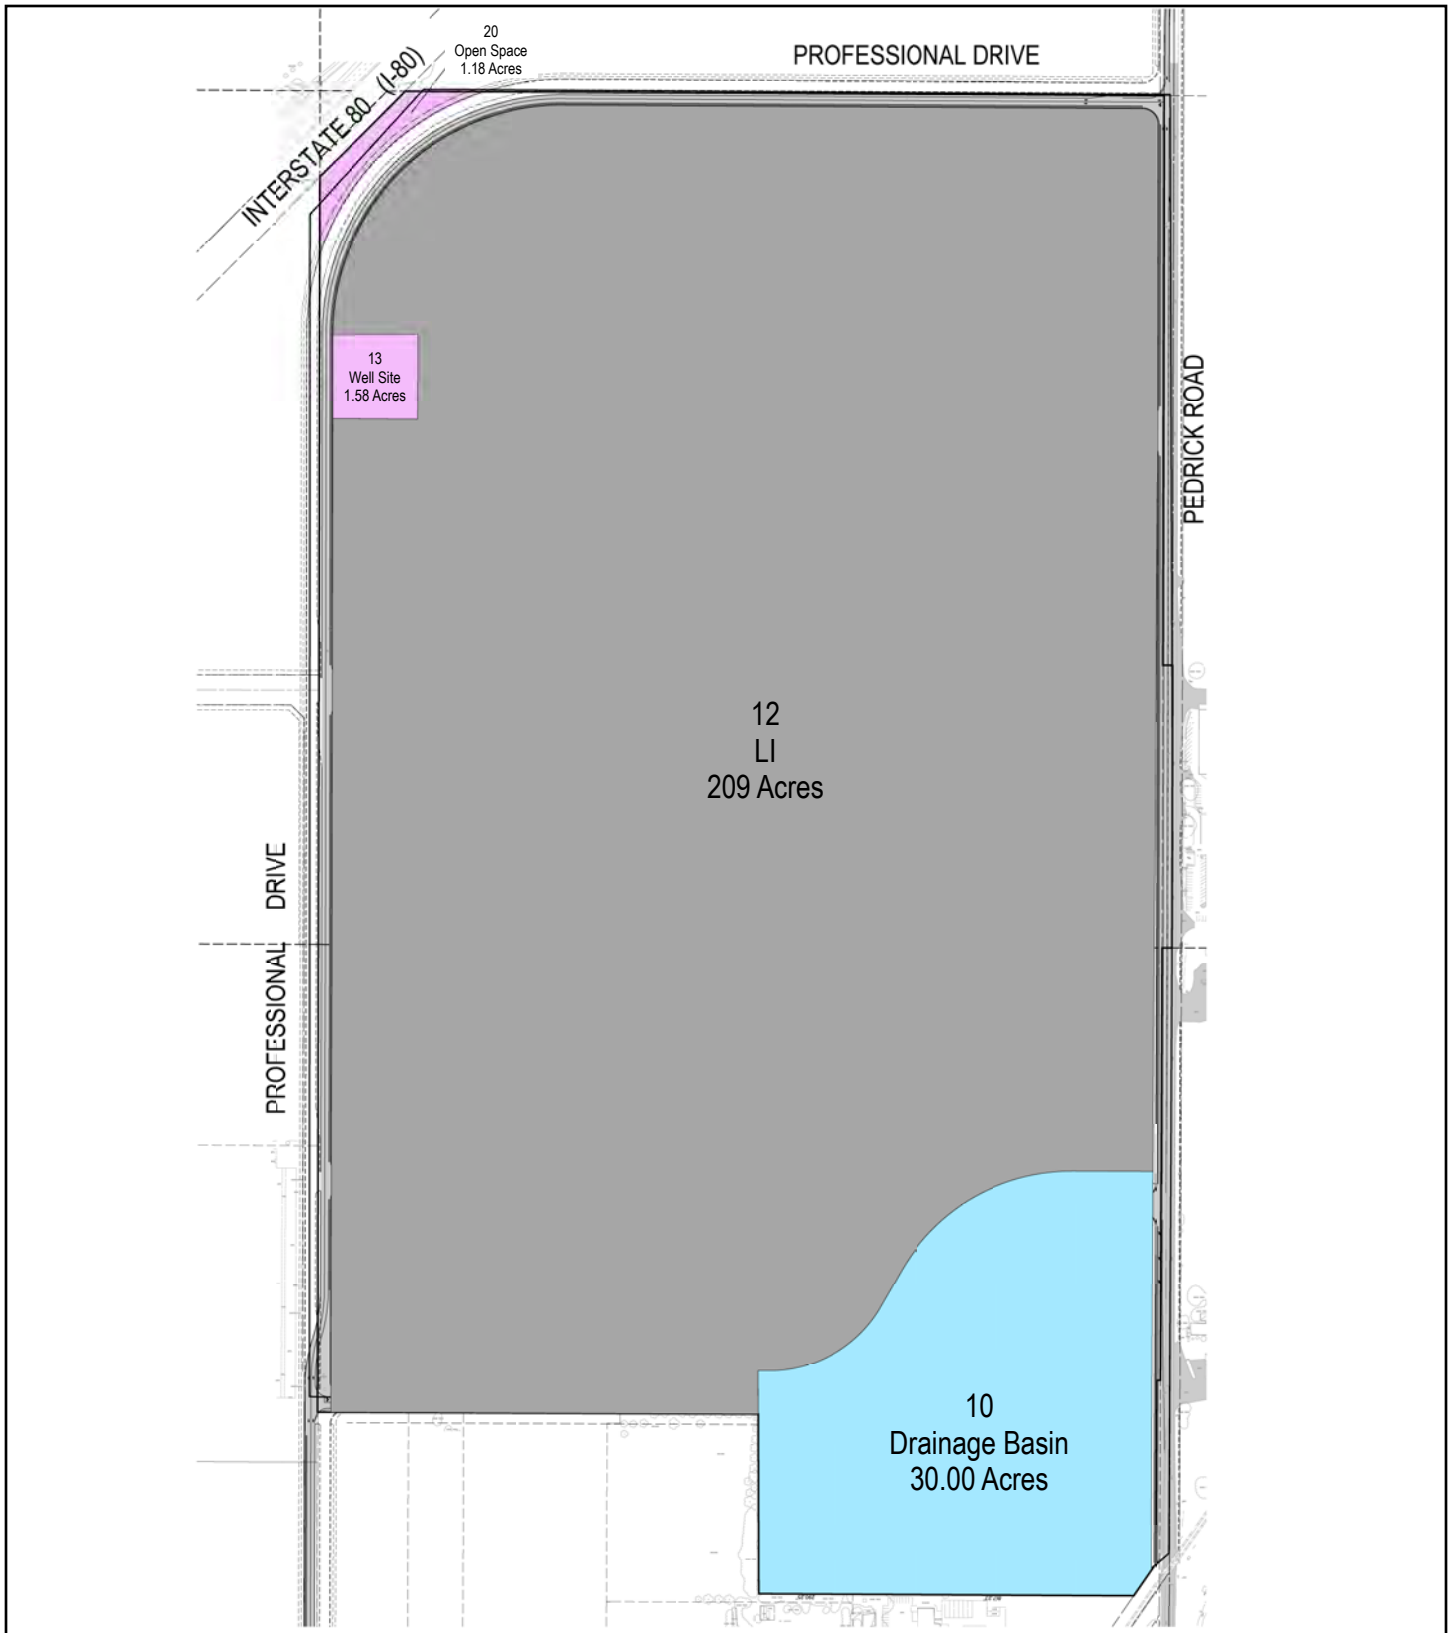 20
Open Space
1.18 Acres
PROFESSIONAL DRIVE
INTERSTATE 80 (I-80)
13
Well Site
1.58 Acres
PEDRICK ROAD
12
LI
209 Acres
PROFESSIONAL DRIVE
10
Drainage Basin
30.00 Acres